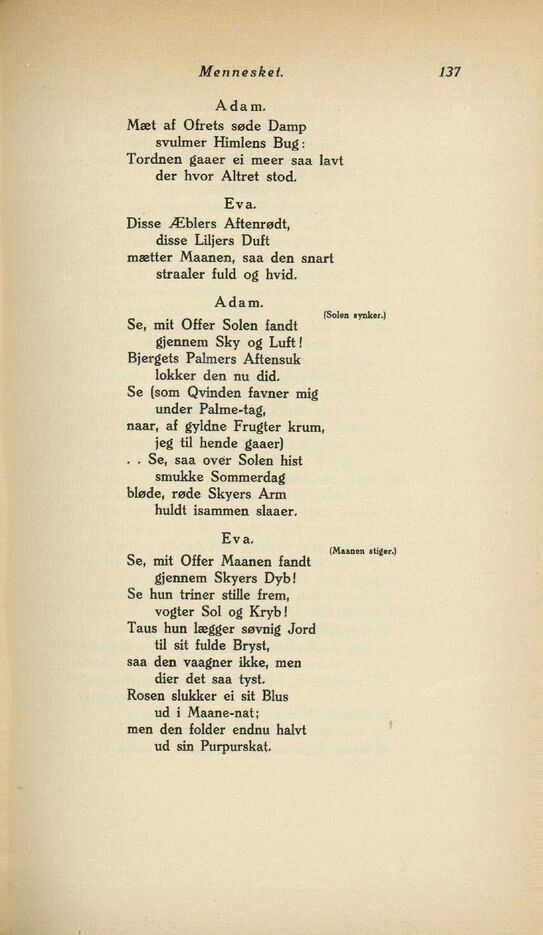 Mennesket. 137
Adam.
Mæt af Ofrets søde Damp
svulmer Himlens Bug:
Tordnen gaaer ei meer saa lavt
der hvor Altret stod.
Eva.
Disse Æblers Aftenrødt,
disse Liljers Duft
mætter Maanen, saa den snart
straaler fuld og hvid.
Adam.
(Solen synker.)
Se, mit Offer Solen fandt
gjennem Sky og Luft!
Bjergets Palmers Aftensuk
lokker den nu did.
Se (som Qvinden favner mig
under Palme-tag,
naar, af gyldne Frugter krum,
jeg til hende gaaer)
. . Se, saa over Solen hist
smukke Sommerdag
bløde, røde Skyers Arm
huldt isammen slaaer.
Eva.
(Maanen stiger.)
Se, mit Offer Maanen fandt
gjennem Skyers Dyb!
Se hun triner stille frem,
vogter Sol og Kryb!
Taus hun lægger søvnig Jord
til sit fulde Bryst,
saa den vaagner ikke, men
dier det saa tyst.
Rosen slukker ei sit Blus
ud i Maane-nat;
men den folder endnu halvt
ud sin Purpurskat.